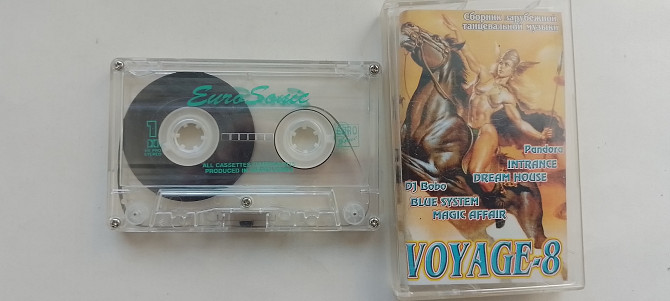 EuroSonic
1
ALL CASSETTES
PRODUCED IN
Сборник зарубежной
танцевальной музыки
Pandora
INTRANCE
DREAM HOUSE
Dj Bobo
BLUE SYSTEM
MAGIC AFFAIR
VOYAGE-8